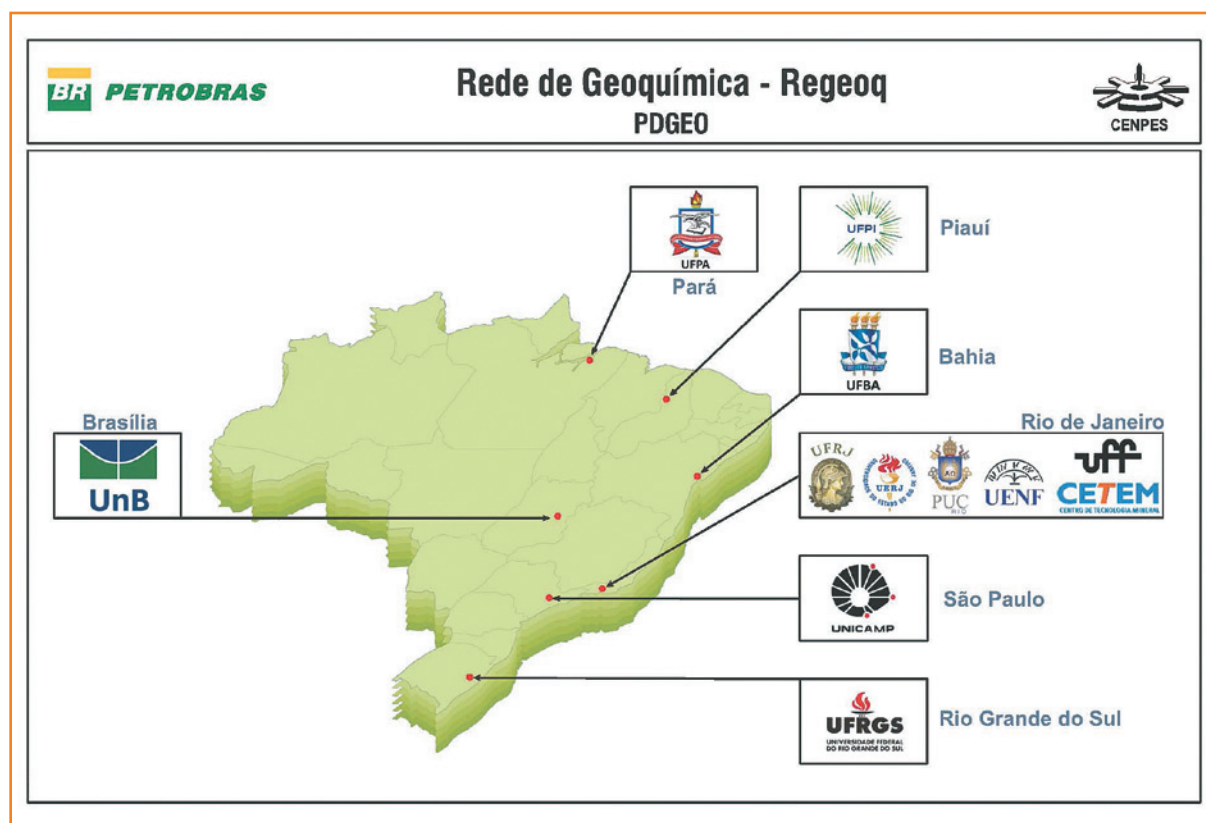 BR PETROBRAS
Rede de Geoquímica - Regeoq
PDGEO
CENPES
UFPA
Pará
UFPI
Piauí
UFBA
Bahia
Brasília
UnB
Rio de Janeiro
UFRJ
UERJ
PUC
RIO
UENF
uff
CETEM
CENTRO DE TECNOLOGIA MINERAL
UNICAMP
São Paulo
UFRGS
UNIVERSIDADE FEDERAL
DO RIO GRANDE DO SUL
Rio Grande do Sul